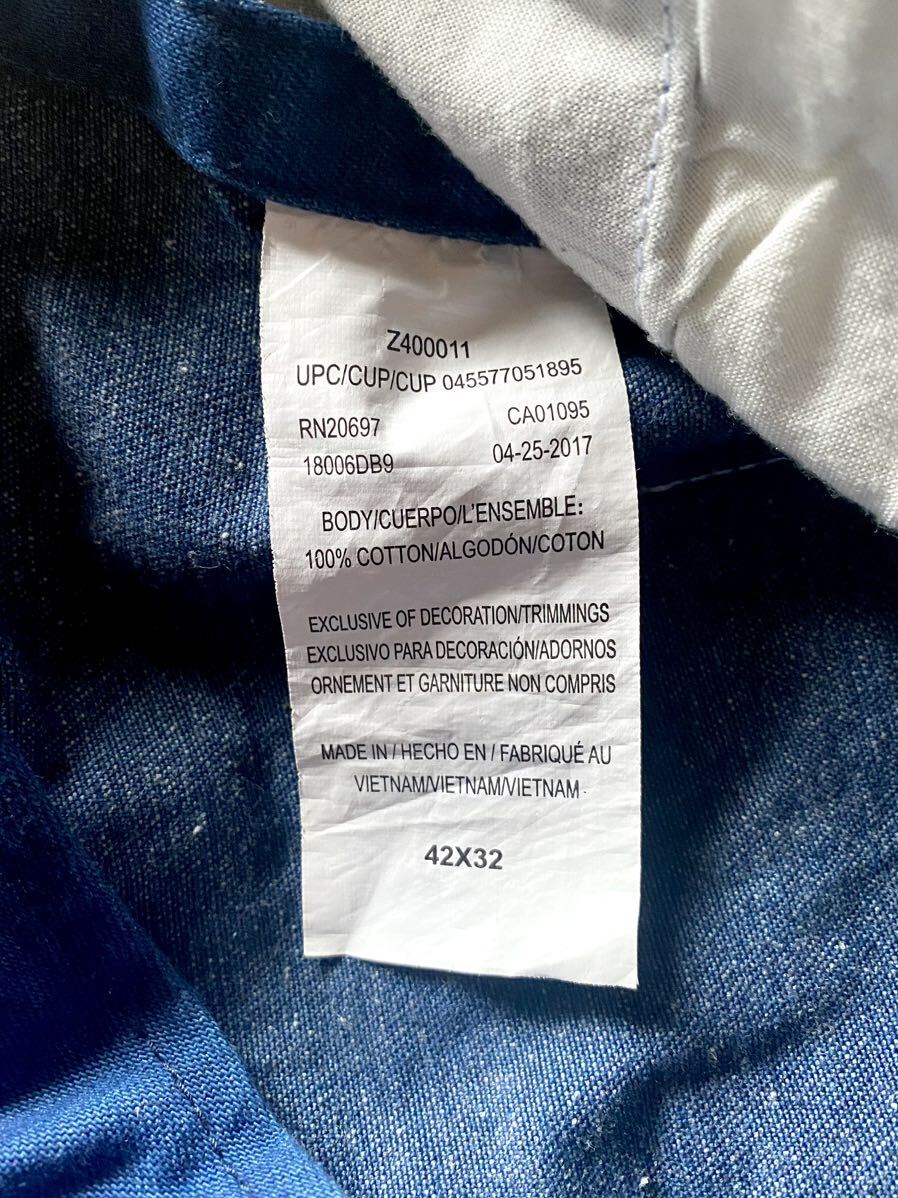 Z400011
UPC/CUP/CUP 045577051895
RN20697 CA01095
18006DB9 04-25-2017
BODY/CUERPO/L'ENSEMBLE:
100% COTTON/ALGODÓN/COTON
EXCLUSIVE OF DECORATION/TRIMMINGS
EXCLUSIVO PARA DECORACIÓN/ADORNOS
ORNEMENT ET GARNITURE NON COMPRIS
MADE IN / HECHO EN / FABRIQUÉ AU
VIETNAM/VIETNAM/VIETNAM
42X32